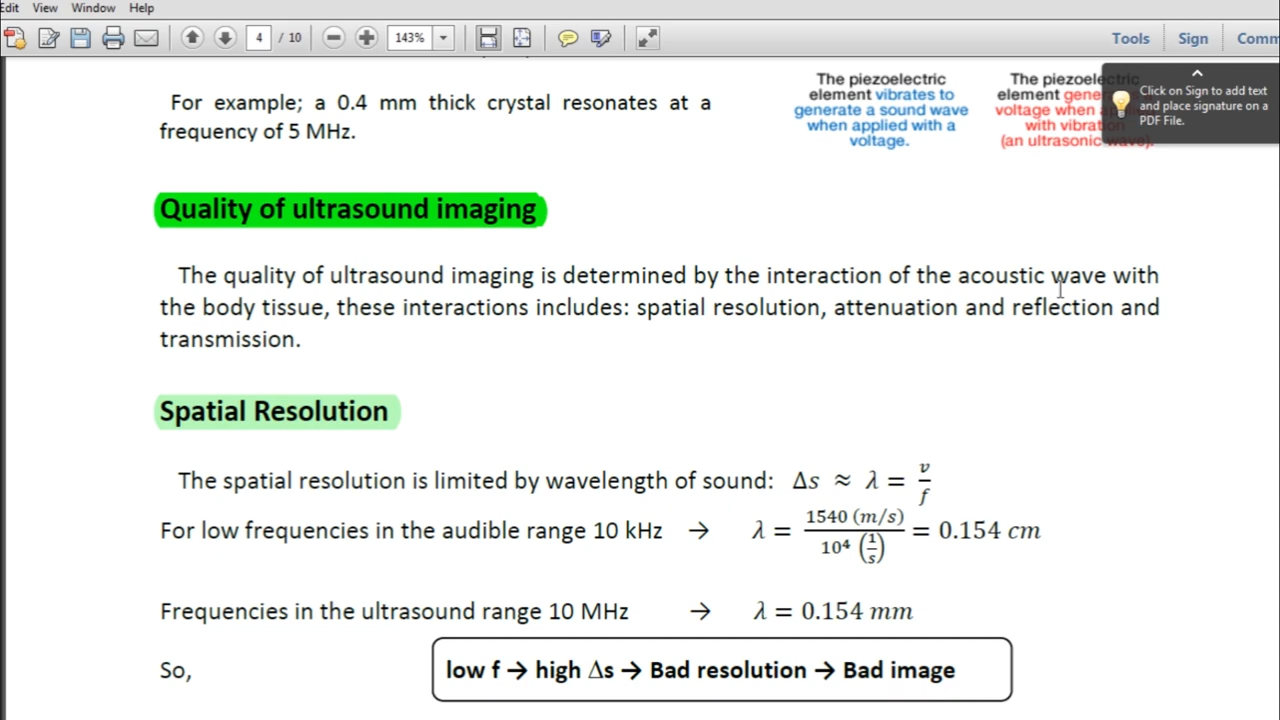 Edit View Window Help
4 / 10 143% Tools Sign Comm
The piezoelectric
element vibrates to
generate a sound wave
when applied with a
voltage.
The piezoelectric
element gene
voltage when ap
with vibration
(an ultrasonic wave).
Click on Sign to add text
and place signature on a
PDF File.
For example; a 0.4 mm thick crystal resonates at a
frequency of 5 MHz.
Quality of ultrasound imaging
The quality of ultrasound imaging is determined by the interaction of the acoustic wave with
the body tissue, these interactions includes: spatial resolution, attenuation and reflection and
transmission.
Spatial Resolution
The spatial resolution is limited by wavelength of sound: Δs ≈ λ = v/f
For low frequencies in the audible range 10 kHz → λ = 1540 (m/s) / 10⁴ (1/s) = 0.154 cm
Frequencies in the ultrasound range 10 MHz → λ = 0.154 mm
So, low f → high Δs → Bad resolution → Bad image